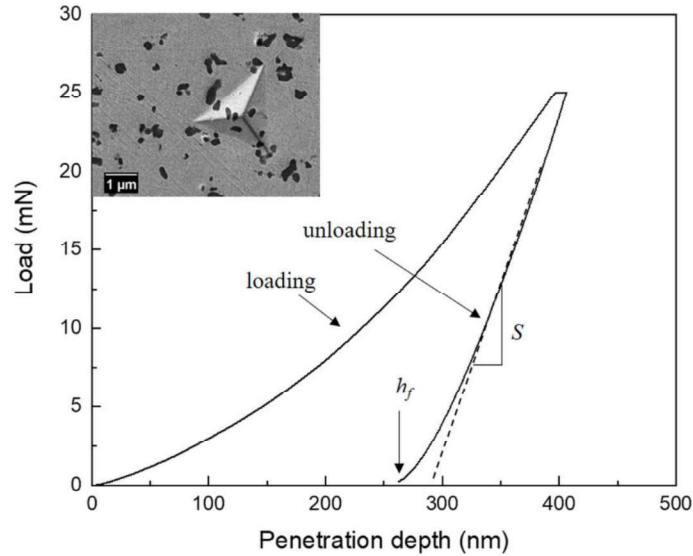 30
25
20
15
10
5
0
Load (mN)
1 μm
unloading
loading
S
hf
0
100
200
300
400
500
Penetration depth (nm)